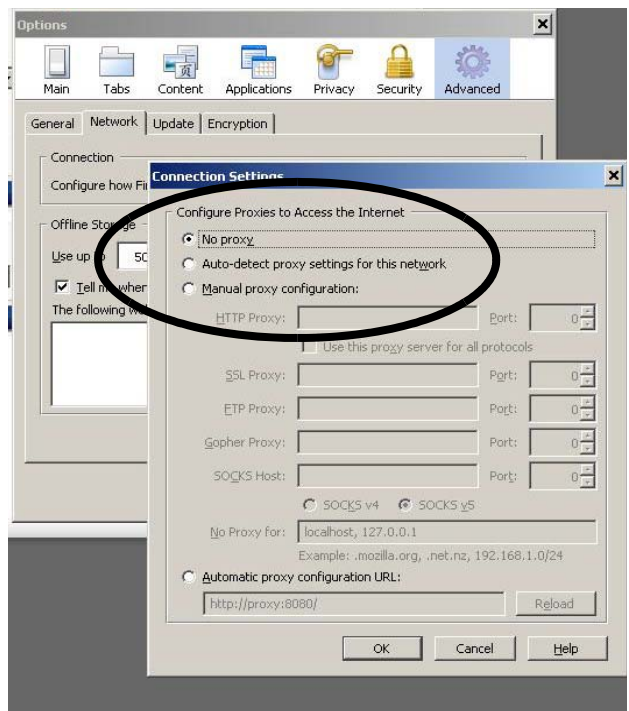 Options
Main Tabs Content Applications Privacy Security Advanced
General Network Update Encryption
Connection
Configure how Fi
Offline Storage
Use up to 50
Tell me when
The following we
Connection Settings
Configure Proxies to Access the Internet
No proxy
Auto-detect proxy settings for this network
Manual proxy configuration:
HTTP Proxy: Port: 0
Use this proxy server for all protocols
SSL Proxy: Port: 0
FTP Proxy: Port: 0
Gopher Proxy: Port: 0
SOCKS Host: Port: 0
SOCKS v4 SOCKS v5
No Proxy for: localhost, 127.0.0.1
Example: .mozilla.org, .net.nz, 192.168.1.0/24
Automatic proxy configuration URL:
http://proxy:8080/ Reload
OK Cancel Help